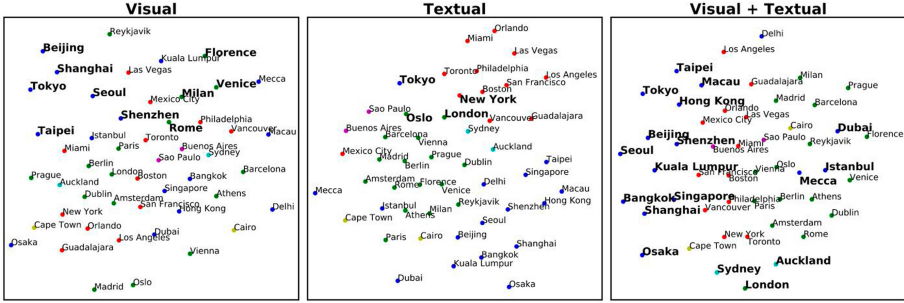 Visual
Reykjavik
Beijing
Kuala Lumpur
Florence
Shanghai
Las Vegas
Mecca
Tokyo
Seoul
Milan
Venice
Mexico City
Shenzhen
Rome
Philadelphia
Taipei
Istanbul
Toronto
Vancouver
Macau
Miami
Paris
Buenos Aires
Sao Paulo
Sydney
Berlin
Prague
London
Boston
Bangkok
Barcelona
Auckland
Singapore
Dustual
Amsterdam
San Francisco
Athens
New York
Hong Kong
Delhi
Cape Town
Orlando
Dubai
Cairo
Osaka
Los Angeles
Guadalajara
Vienna
Madrid
Oslo
Textual
Orlando
Miami
Las Vegas
Toronto
Philadelphia
Los Angeles
Tokyo
San Francisco
Boston
New York
Sao Paulo
Oslo
London
Vancouver
Guadalajara
Buenos Aires
Barcelona
Sydney
Vienna
Mexico City
Madrid
Berlin
Prague
Dublin
Auckland
Taipei
Singapore
Amsterdam
Rome
Florence
Venice
Delhi
Mecca
Macau
Istanbul
Athens
Milan
Reykjavik
Shenzhen
Hong Kong
Cape Town
Seoul
Paris
Cairo
Beijing
Shanghai
Bangkok
Kuala Lumpur
Dubai
Osaka
Visual + Textual
Delhi
Los Angeles
Taipei
Macau
Guadalajara
Milan
Prague
Tokyo
Hong Kong
Madrid
Barcelona
Orlando
Las Vegas
Mexico City
Cairo
Dubai
Florence
Beijing
Shenzhen
Sao Paulo
Buenos Aires
Miami
Reykjavik
Seoul
Kuala Lumpur
San Francisco
Boston
Vienna
Oslo
Mecca
Istanbul
Venice
Bangkok
Singapore
Philadelphia
Paris
Berlin
Athens
Shanghai
Vancouver
Dublin
Amsterdam
New York
Toronto
Rome
Osaka
Cape Town
Sydney
Auckland
London